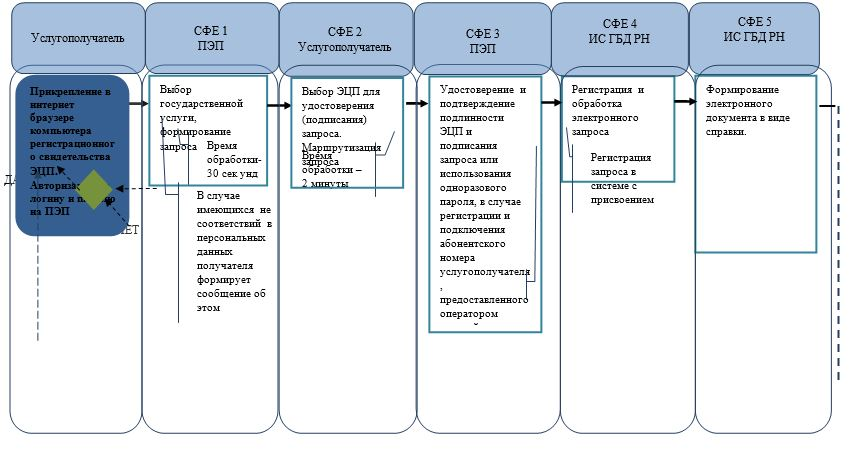 Услугополучатель
СФЕ 1
ПЭП
СФЕ 2
Услугополучатель
СФЕ 3
ПЭП
СФЕ 4
ИС ГБД РН
СФЕ 5
ИС ГБД РН
Прикрепление в
интернет
браузере
компьютера
регистрационног
о свидетельства
ЭЦП.
логину и
на ПЭП
Выбор
государственной
услуги,
формирование
запроса
Время
обработки-
30 сек унд
В случае
имеющихся не
соответствий в
персональных
данных
получателя
формирует
сообщение об
этом
Выбор ЭЦП для
удостоверения
(подписания)
запроса.
Маршрутизация
запроса
Время
обработки –
2 минуты
Удостоверение и
подтверждение
подлинности
ЭЦП и
подписания
запроса или
использования
одноразового
пароля, в случае
регистрации и
подключения
абонентского
номера
услугополучателя
,
предоставленного
оператором
Регистрация и
обработка
электронного
запроса
Регистрация
запроса в
системе с
присвоением
Формирование
электронного
документа в виде
справки.